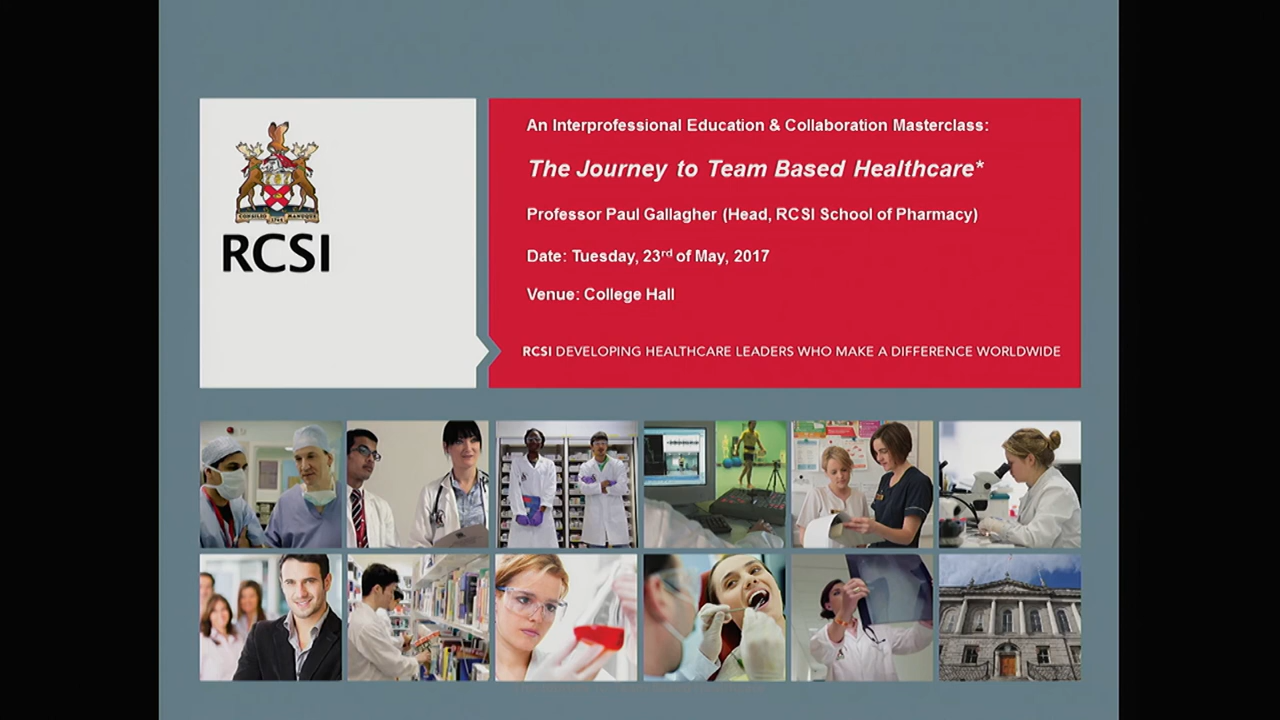 An Interprofessional Education & Collaboration Masterclass:
The Journey to Team Based Healthcare*
Professor Paul Gallagher (Head, RCSI School of Pharmacy)
Date: Tuesday, 23rd of May, 2017
Venue: College Hall
CONSILIO MANUQUE
RCSI
RCSI DEVELOPING HEALTHCARE LEADERS WHO MAKE A DIFFERENCE WORLDWIDE